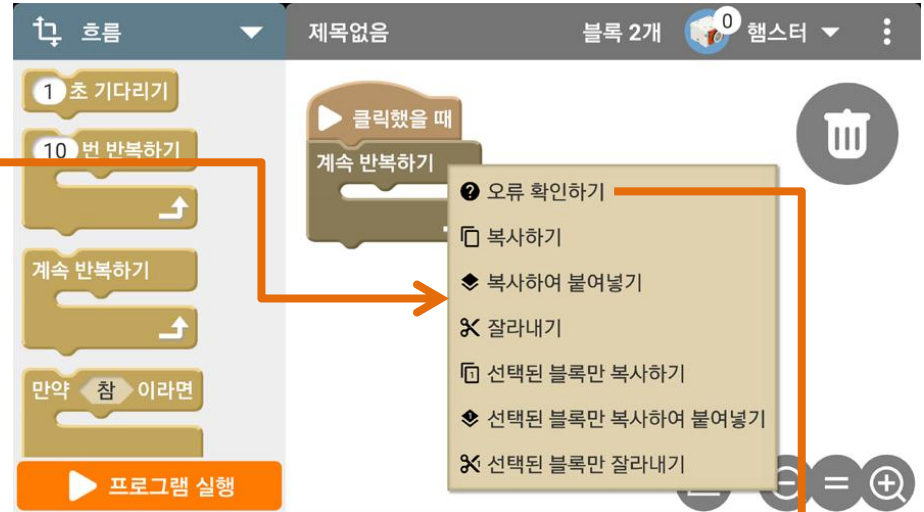 흐름
제목없음
블록 2개
0
햄스터
1 초 기다리기
10 번 반복하기
계속 반복하기
만약 참 이라면
프로그램 실행
클릭했을 때
계속 반복하기
오류 확인하기
복사하기
복사하여 붙여넣기
잘라내기
선택된 블록만 복사하기
선택된 블록만 복사하여 붙여넣기
선택된 블록만 잘라내기